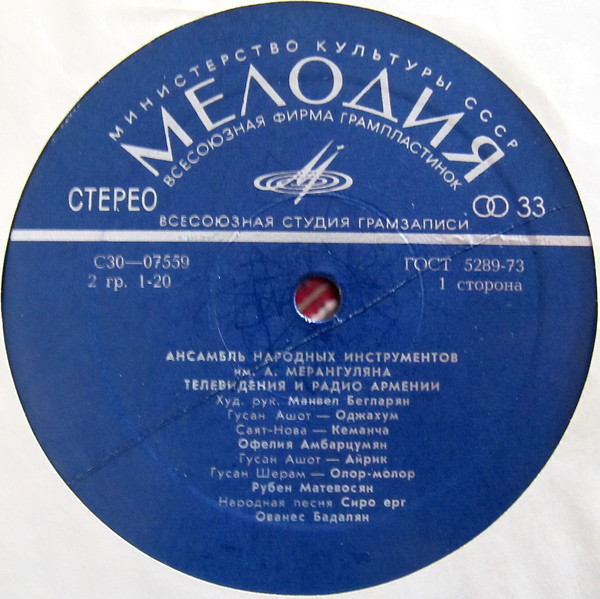 МИНИСТЕРСТВО КУЛЬТУРЫ СССР
МЕЛОДИЯ
ВСЕСОЮЗНАЯ ФИРМА ГРАМПЛАСТИНОК
СТЕРЕО
33
ВСЕСОЮЗНАЯ СТУДИЯ ГРАМЗАПИСИ
С30—07559
ГОСТ 5289-73
2 гр. 1-20
1 сторона
АНСАМБЛЬ НАРОДНЫХ ИНСТРУМЕНТОВ
им. А. МЕРАНГУЛЯНА
ТЕЛЕВИДЕНИЯ И РАДИО АРМЕНИИ
Худ. рук. Манвел Бегларян
Гусан Ашот — Оджахум
Саят-Нова — Кеманча
Офелия Амбарцумян
Гусан Ашот — Айрик
Гусан Шерам — Олор-молор
Рубен Матевосян
Народная песня Сиро ерг
Ованес Бадалян